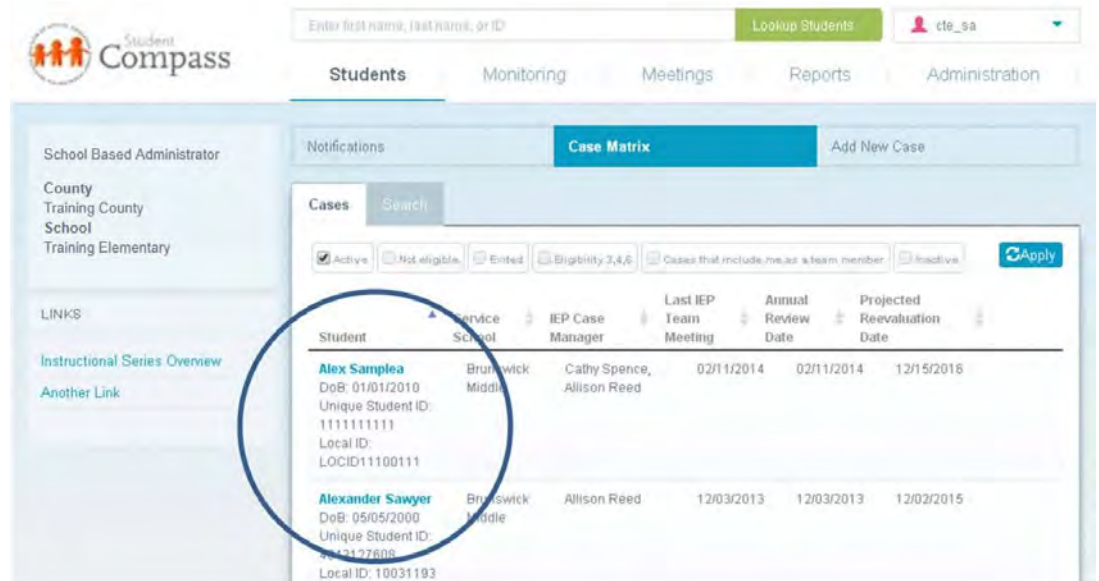 Student
Compass
Enter first name, last name, or ID
Lookup Students
cte_sa
Students
Monitoring
Meetings
Reports
Administration
School Based Administrator
County
Training County
School
Training Elementary
LINKS
Instructional Series Overview
Another Link
Notifications
Case Matrix
Add New Case
Cases
Search
Active
Not eligible
Exited
Eligibility 3,4,6
Cases that include me as a team member
Inactive
Apply
Student
Service School
IEP Case Manager
Last IEP Team Meeting
Annual Review Date
Projected Reevaluation Date
Alex Samplea
DoB: 01/01/2010
Unique Student ID:
1111111111
Local ID:
LOCID11100111
Brunswick
Middle
Cathy Spence,
Allison Reed
02/11/2014
02/11/2014
12/15/2016
Alexander Sawyer
DoB: 05/05/2000
Unique Student ID:
Local ID: 10031193
Brunswick
Middle
Allison Reed
12/03/2013
12/03/2013
12/02/2015